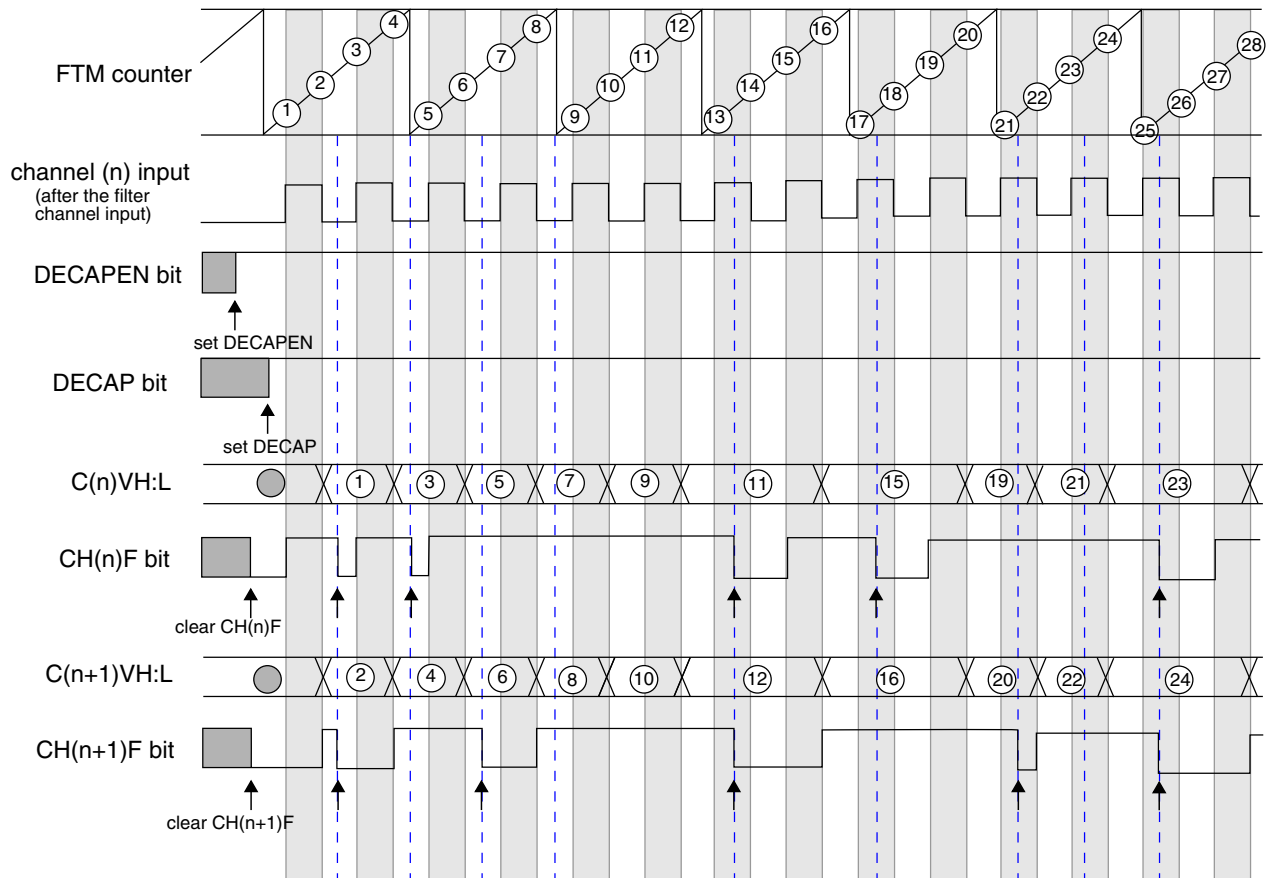 4 8 12 16 20 24 28
3 7 11 15 19 23 27
FTM counter
2 6 10 14 18 22 26
1 5 9 13 17 21 25
channel (n) input
(after the filter
channel input)
DECAPEN bit
set DECAPEN
DECAP bit
set DECAP
C(n)VH:L 1 3 5 7 9 11 15 19 21 23
CH(n)F bit
clear CH(n)F
C(n+1)VH:L 2 4 6 8 10 12 16 20 22 24
CH(n+1)F bit
clear CH(n+1)F